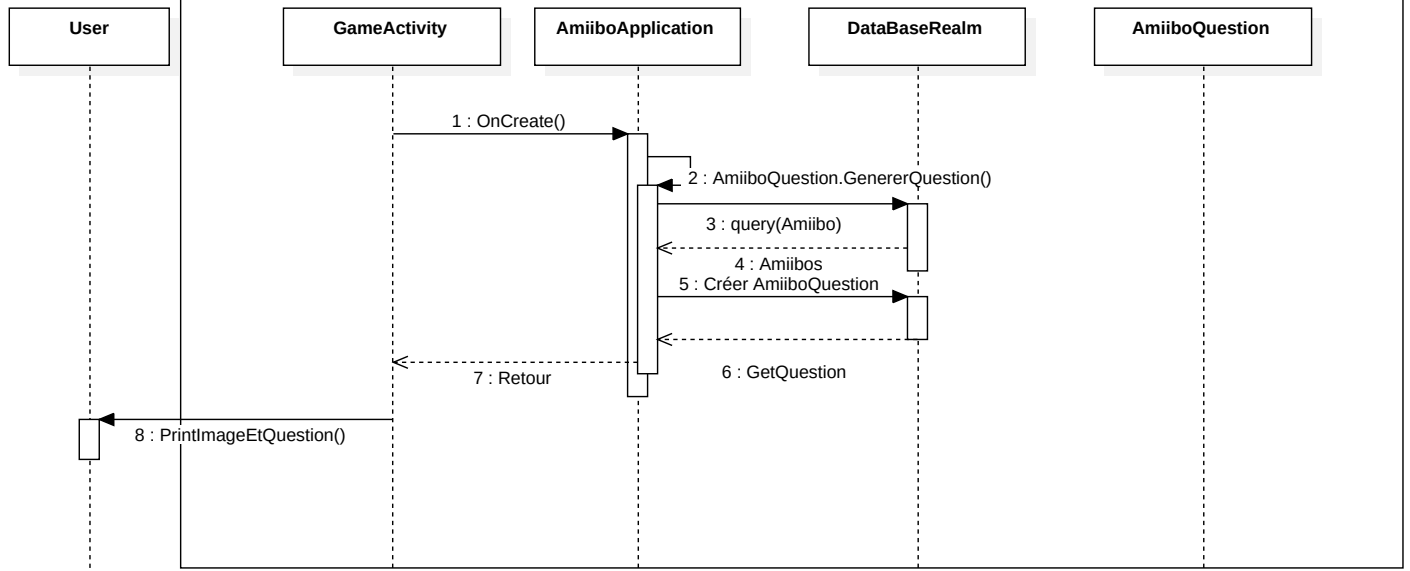 User
GameActivity
AmiiboApplication
DataBaseRealm
AmiiboQuestion
1 : OnCreate()
2 : AmiiboQuestion.GenererQuestion()
3 : query(Amiibo)
4 : Amiibos
5 : Créer AmiiboQuestion
6 : GetQuestion
7 : Retour
8 : PrintImageEtQuestion()